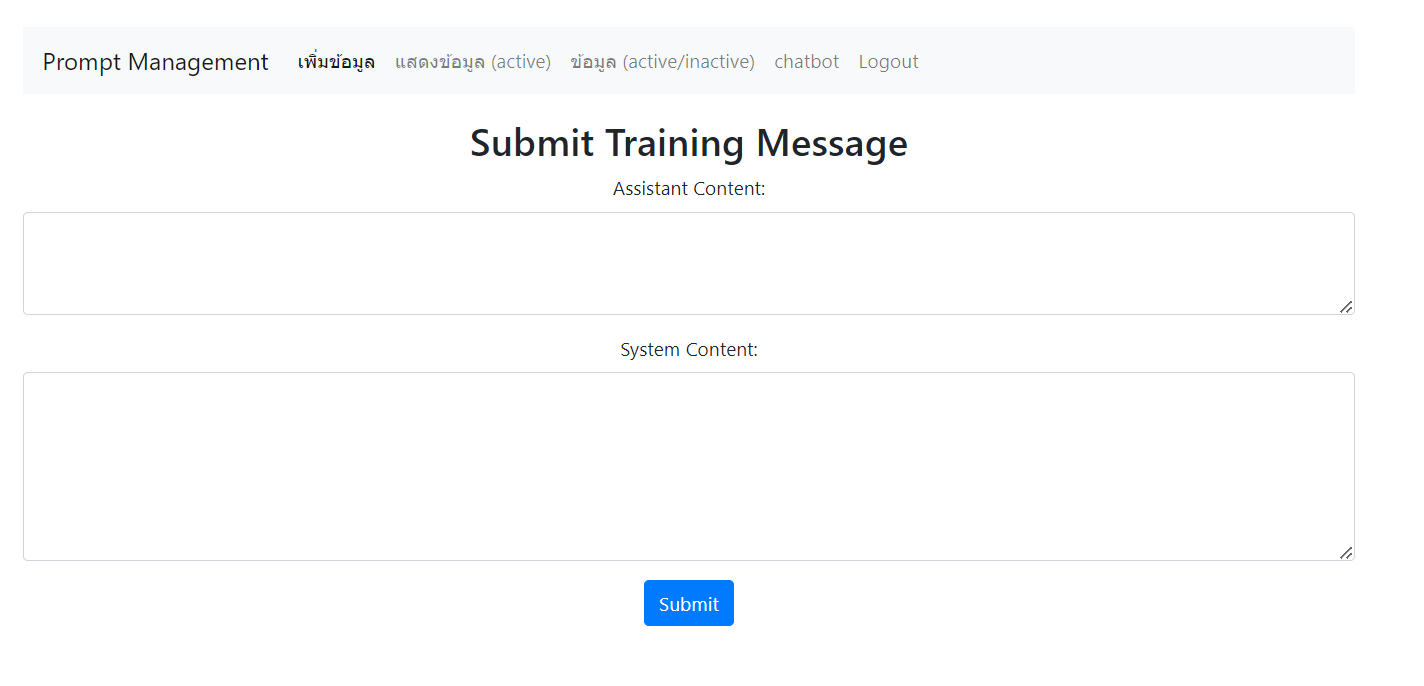 Prompt Management เพิ่มข้อมูล แสดงข้อมูล (active) ข้อมูล (active/inactive) chatbot Logout
Submit Training Message
Assistant Content:
System Content:
Submit